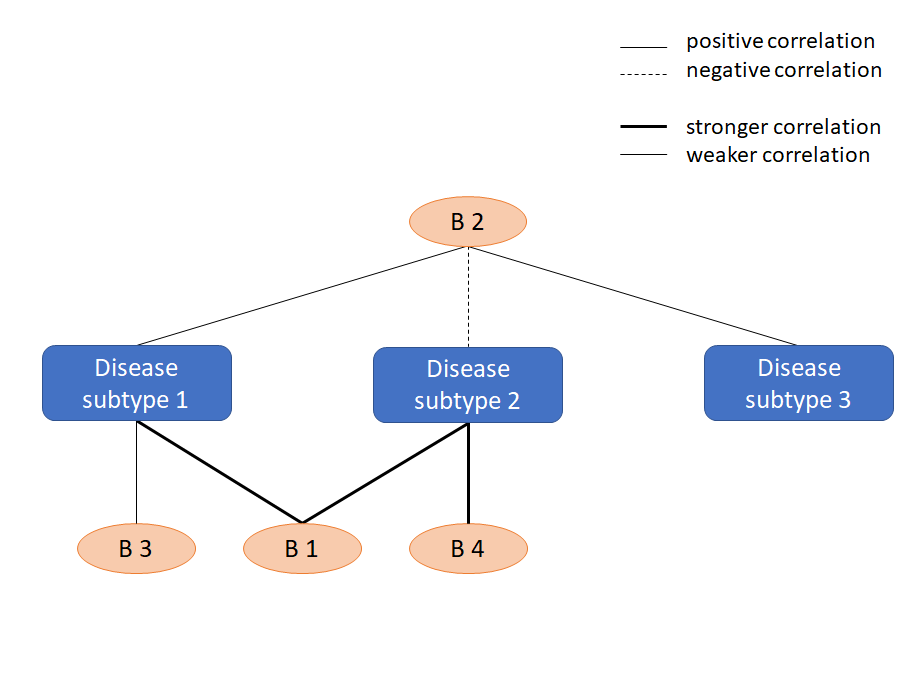 positive correlation
negative correlation
stronger correlation
weaker correlation
B 2
Disease
subtype 1
Disease
subtype 2
Disease
subtype 3
B 3
B 1
B 4